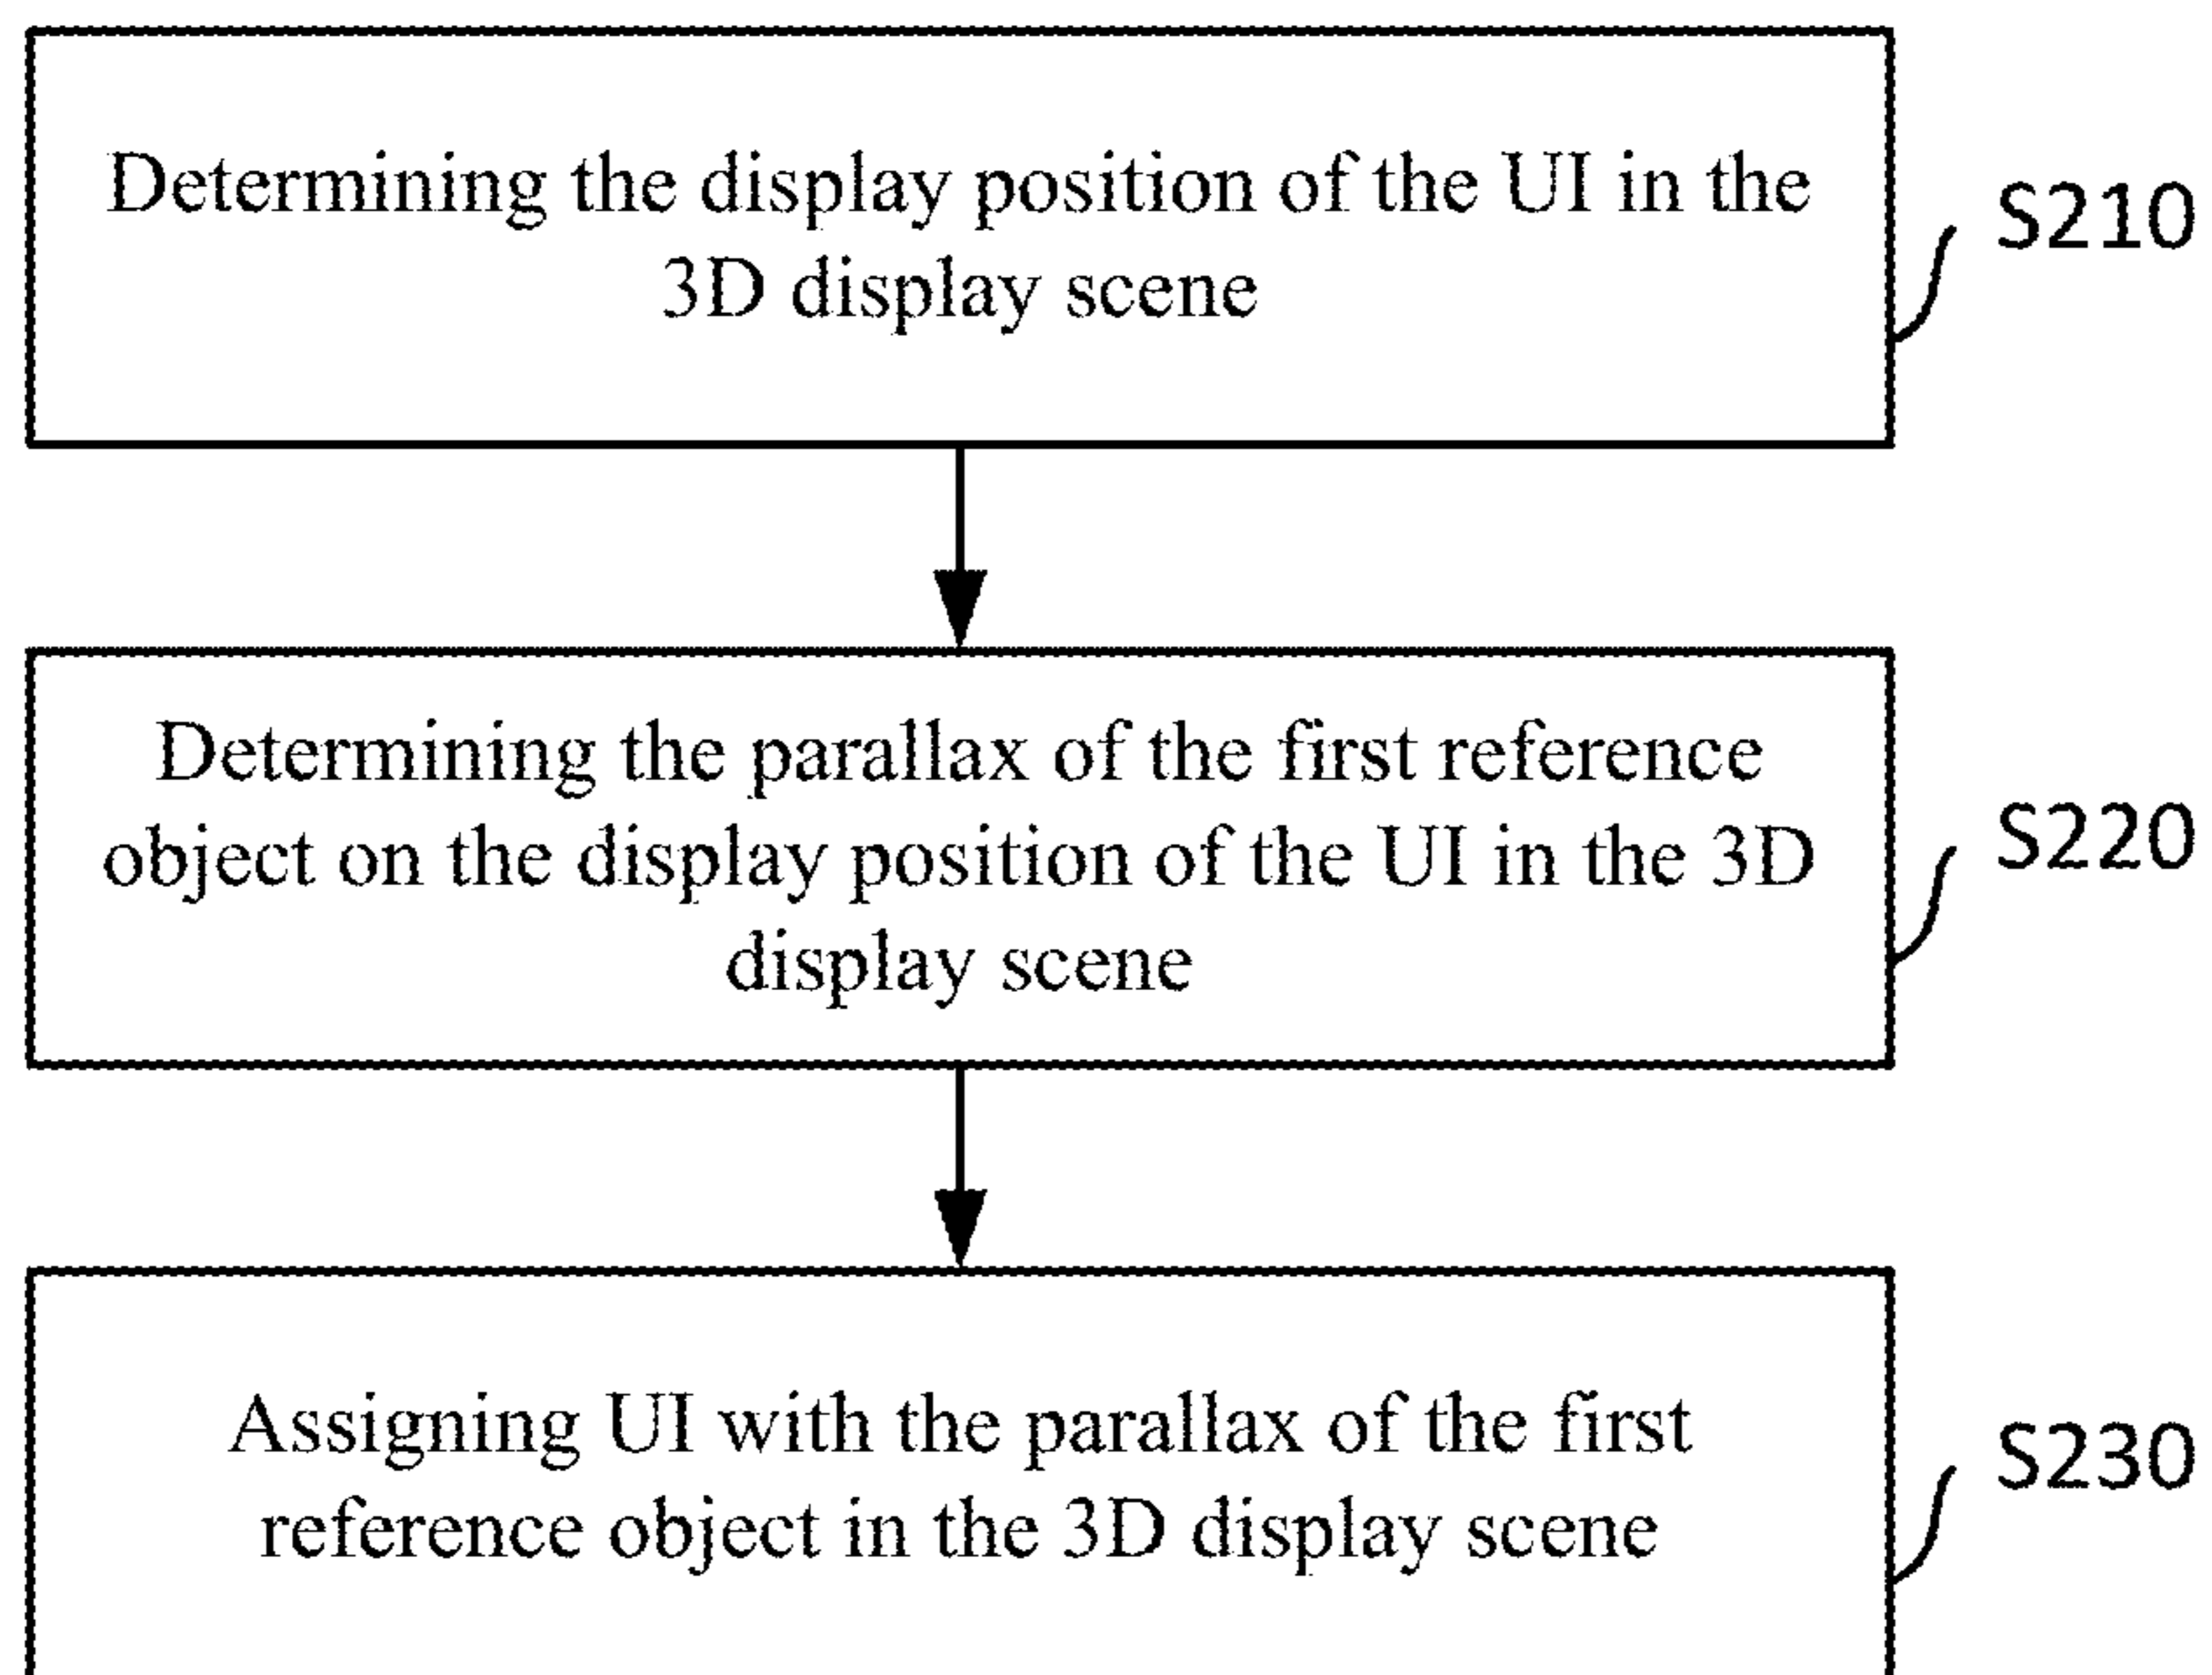 Determining the display position of the UI in the
3D display scene
S210
Determining the parallax of the first reference
object on the display position of the UI in the 3D
display scene
S220
Assigning UI with the parallax of the first
reference object in the 3D display scene
S230